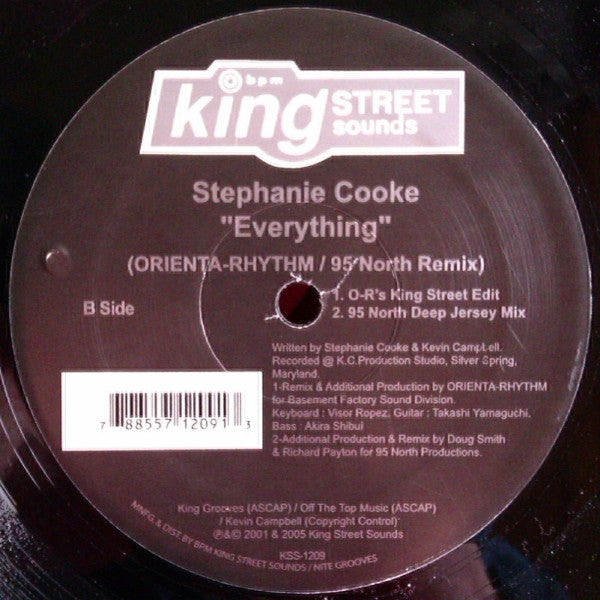 bpm
king STREET
sounds
Stephanie Cooke
"Everything"
(ORIENTA-RHYTHM / 95 North Remix)
B Side
1. O-R's King Street Edit
2. 95 North Deep Jersey Mix
Written by Stephanie Cooke & Kevin Campbell.
Recorded @ K.C.Production Studio, Silver Spring,
Maryland.
1-Remix & Additional Production by ORIENTA-RHYTHM
for Basement Factory Sound Division.
Keyboard : Visor Ropez. Guitar : Takashi Yamaguchi.
Bass : Akira Shibui
2-Additional Production & Remix by Doug Smith
& Richard Payton for 95 North Productions.
7 88557 12091 3
King Grooves (ASCAP) / Off The Top Music (ASCAP)
/ Kevin Campbell (Copyright Control)
℗&© 2001 & 2005 King Street Sounds
KSS-1209
MNFG. & DIST. BY BPM KING STREET SOUNDS / NITE GROOVES